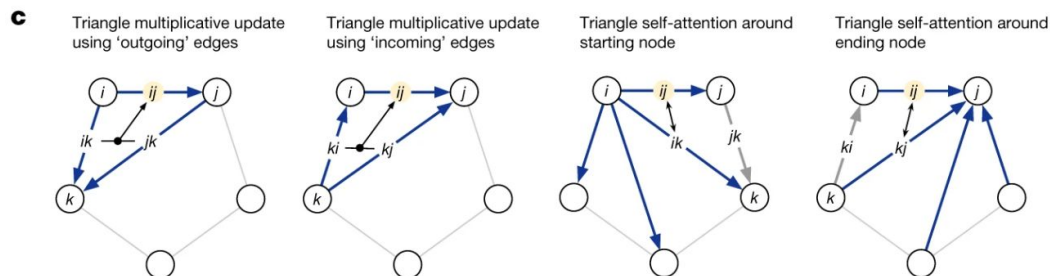 c
Triangle multiplicative update
using ‘outgoing’ edges
Triangle multiplicative update
using ‘incoming’ edges
Triangle self-attention around
starting node
Triangle self-attention around
ending node
i
ij
j
ik
jk
k
i
ij
j
ki
kj
k
i
ij
j
ik
jk
k
i
ij
j
ki
kj
k